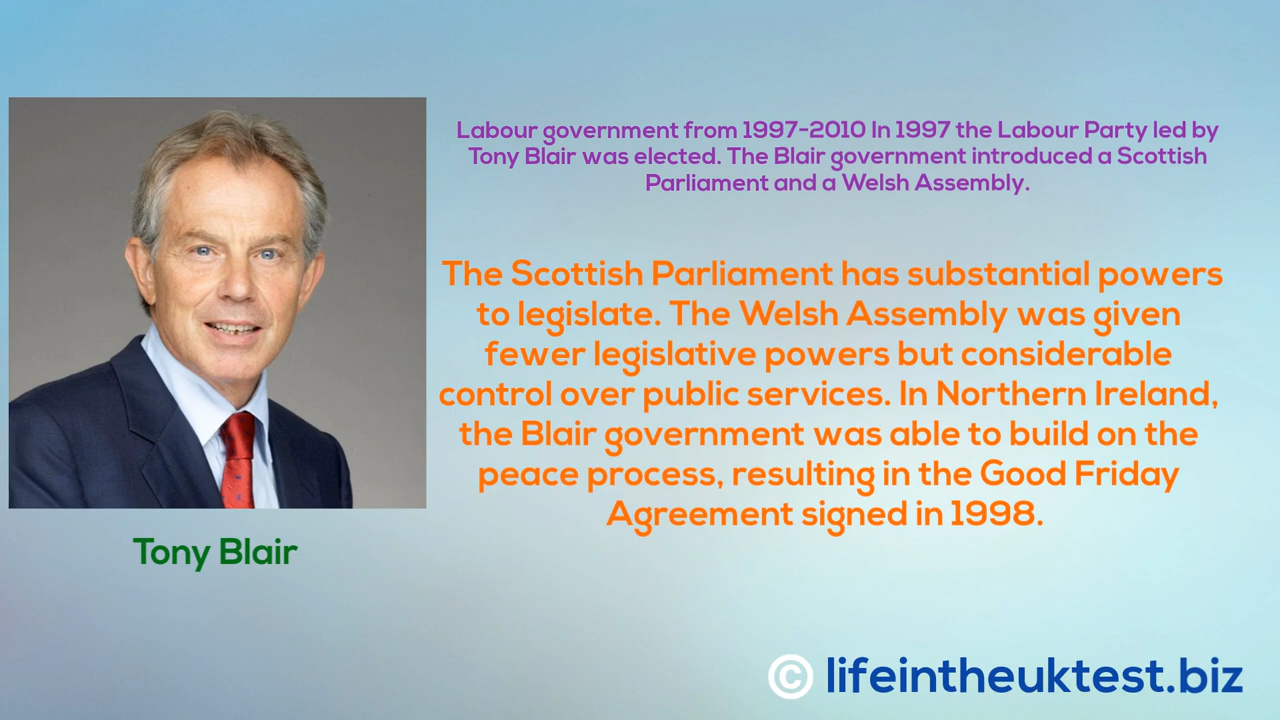 Labour government from 1997-2010 In 1997 the Labour Party led by
Tony Blair was elected. The Blair government introduced a Scottish
Parliament and a Welsh Assembly.
The Scottish Parliament has substantial powers
to legislate. The Welsh Assembly was given
fewer legislative powers but considerable
control over public services. In Northern Ireland,
the Blair government was able to build on the
peace process, resulting in the Good Friday
Agreement signed in 1998.
Tony Blair
© lifeintheuktest.biz